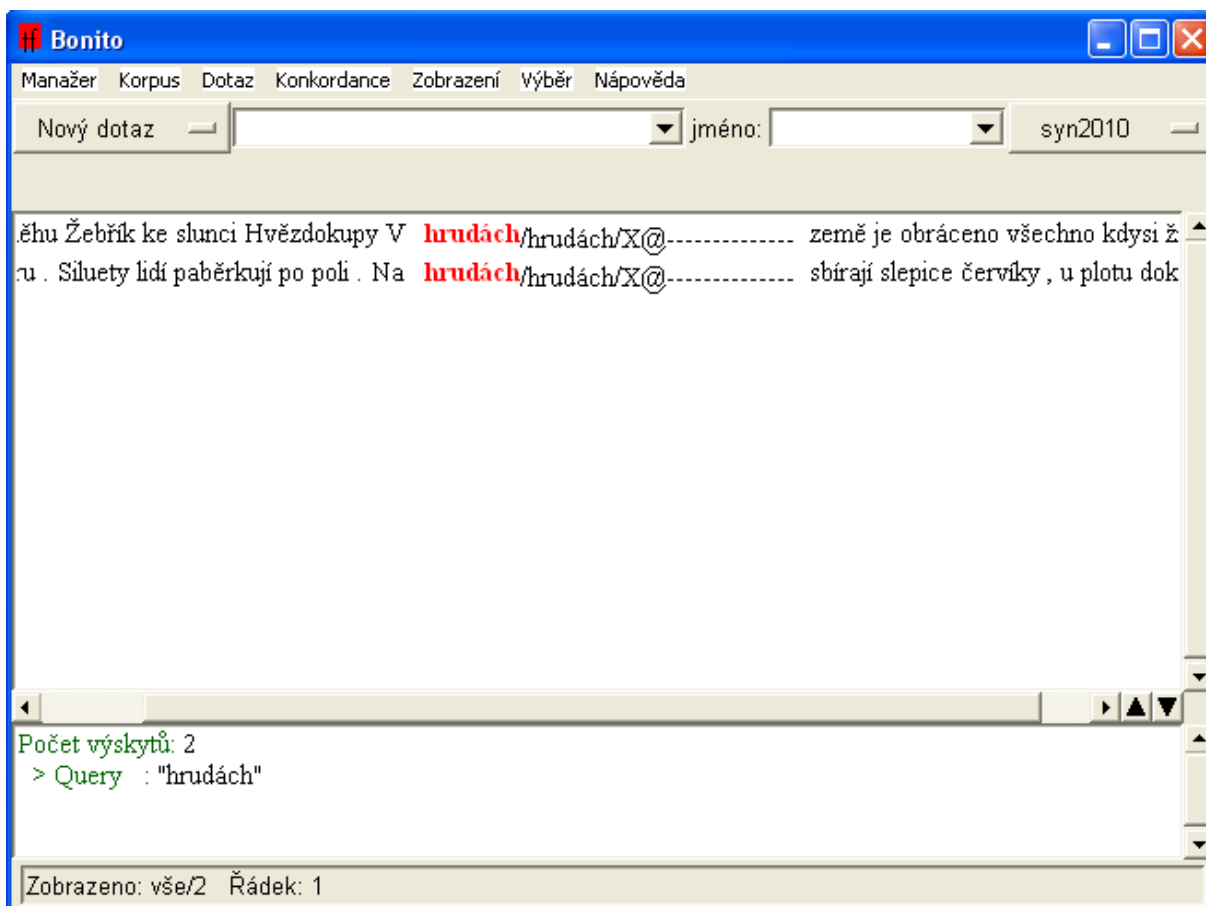 Bonito
Manažer Korpus Dotaz Konkordance Zobrazení Výběr Nápověda
Nový dotaz jméno: syn2010
ěhu Žebřík ke slunci Hvězdokupy V hrudách/hrudách/X@-------------- země je obráceno všechno kdysi ž
ru . Siluety lidí paběrkují po poli . Na hrudách/hrudách/X@-------------- sbírají slepice červíky , u plotu dok
Počet výskytů: 2
> Query : "hrudách"
Zobrazeno: vše/2 Řádek: 1